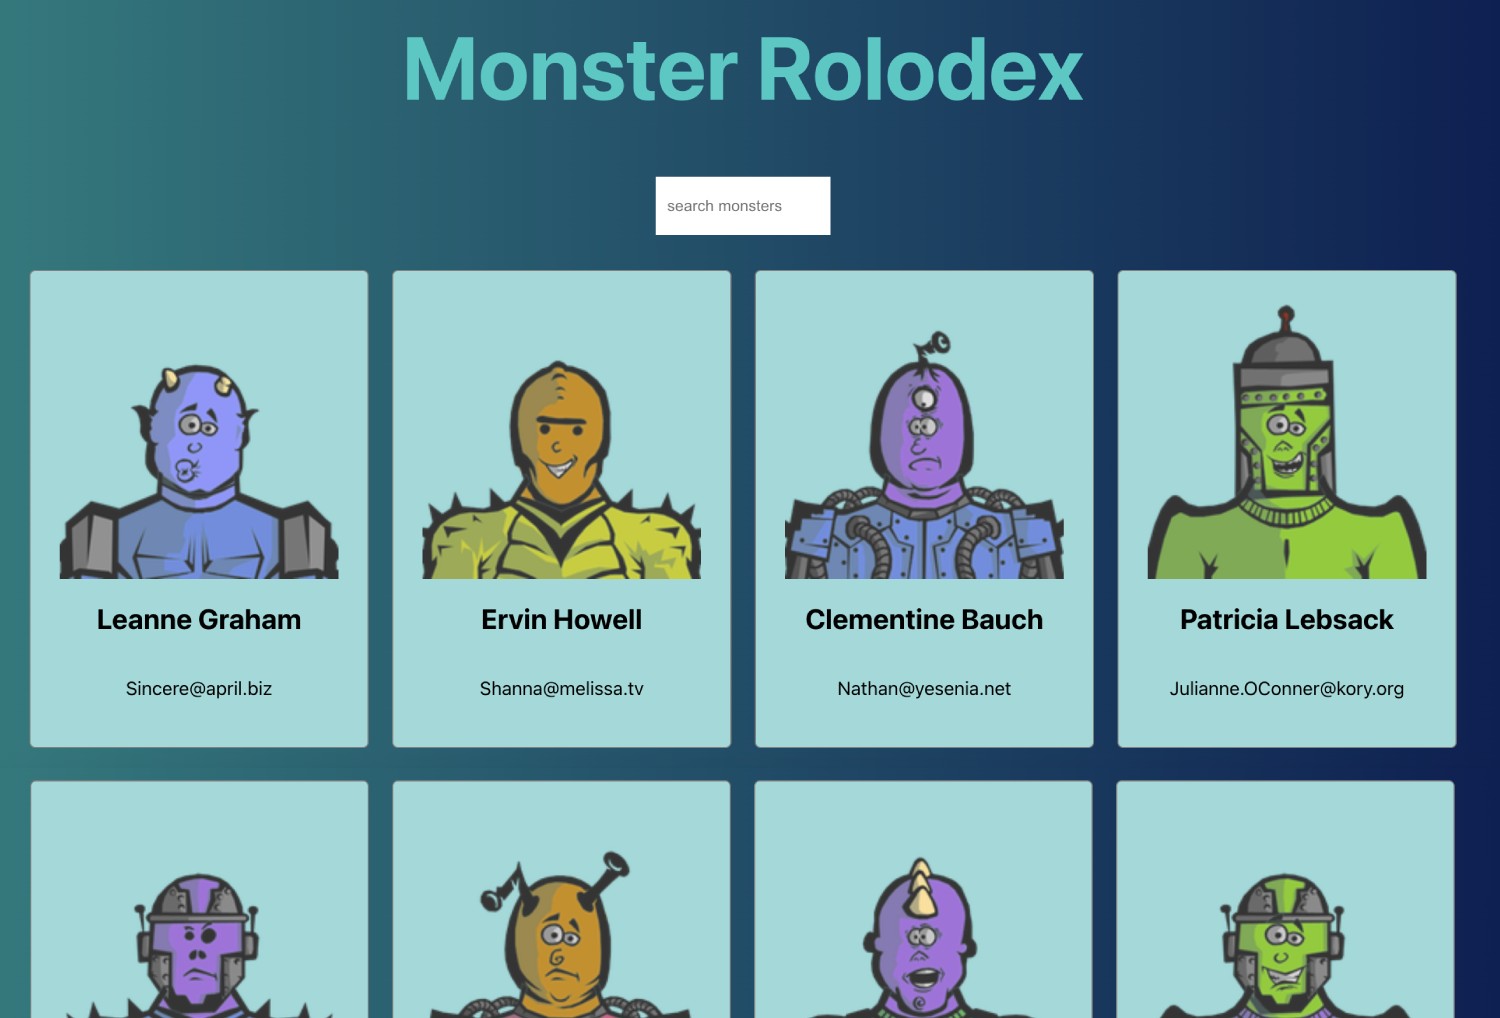 Monster Rolodex
search monsters
Leanne Graham
Ervin Howell
Clementine Bauch
Patricia Lebsack
Sincere@april.biz
Shanna@melissa.tv
Nathan@yesenia.net
Julianne.OConner@kory.org